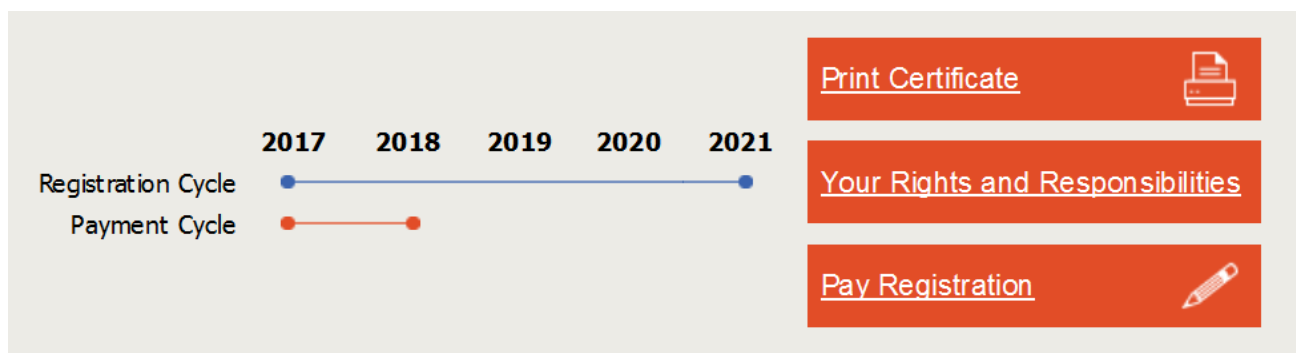 2017 2018 2019 2020 2021
Registration Cycle
Payment Cycle
Print Certificate
Your Rights and Responsibilities
Pay Registration